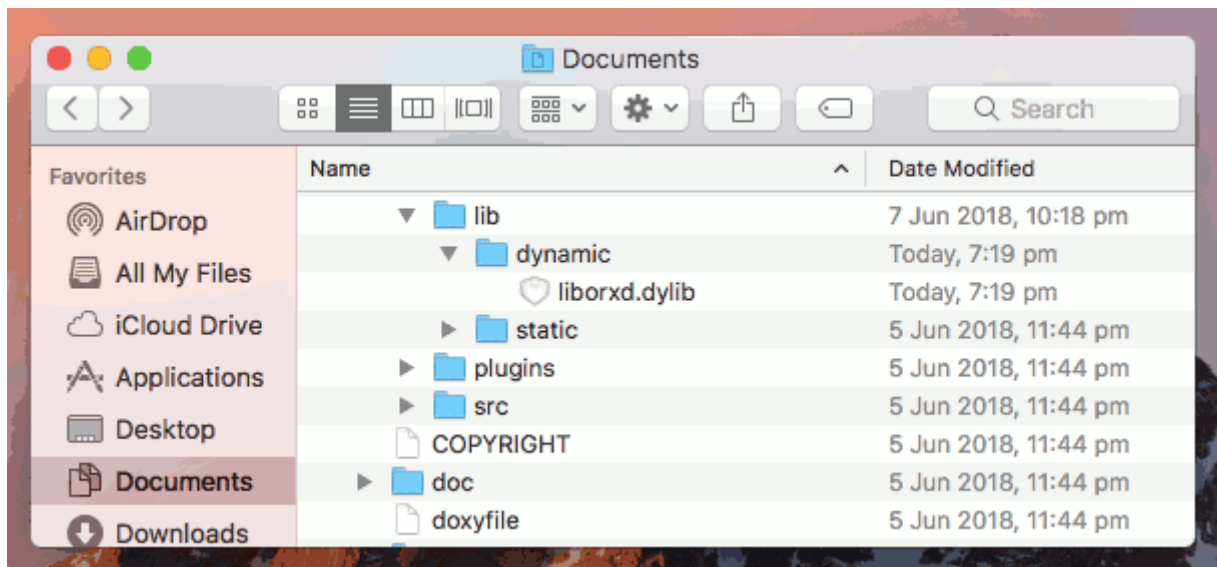 Documents
Search
Favorites
AirDrop
All My Files
iCloud Drive
Applications
Desktop
Documents
Downloads
Name Date Modified
lib 7 Jun 2018, 10:18 pm
dynamic Today, 7:19 pm
liborxd.dylib Today, 7:19 pm
static 5 Jun 2018, 11:44 pm
plugins 5 Jun 2018, 11:44 pm
src 5 Jun 2018, 11:44 pm
COPYRIGHT 5 Jun 2018, 11:44 pm
doc 5 Jun 2018, 11:44 pm
doxyfile 5 Jun 2018, 11:44 pm